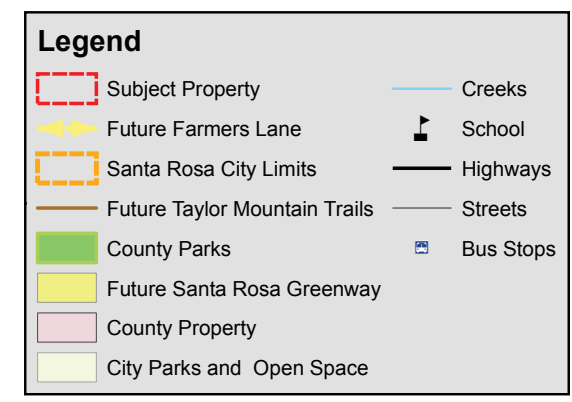 Legend
Subject Property
Future Farmers Lane
Santa Rosa City Limits
Future Taylor Mountain Trails
County Parks
Future Santa Rosa Greenway
County Property
City Parks and Open Space
Creeks
School
Highways
Streets
Bus Stops